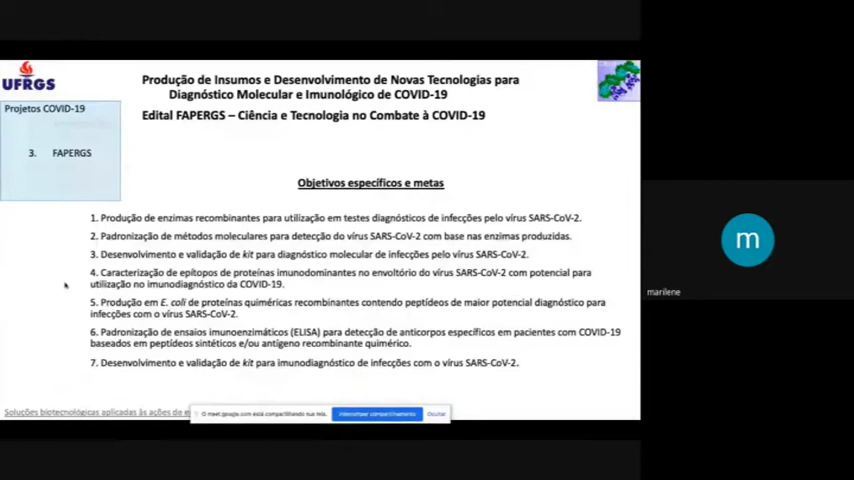 UFRGS
Produção de Insumos e Desenvolvimento de Novas Tecnologias para
Diagnóstico Molecular e Imunológico de COVID-19
Edital FAPERGS – Ciência e Tecnologia no Combate à COVID-19
Projetos COVID-19
3. FAPERGS
Objetivos específicos e metas
1. Produção de enzimas recombinantes para utilização em testes diagnósticos de infecções pelo vírus SARS-CoV-2.
2. Padronização de métodos moleculares para detecção do vírus SARS-CoV-2 com base nas enzimas produzidas.
3. Desenvolvimento e validação de kit para diagnóstico molecular de infecções pelo vírus SARS-CoV-2.
4. Caracterização de epítopos de proteínas imunodominantes no envoltório do vírus SARS-CoV-2 com potencial para
utilização no imunodiagnóstico da COVID-19.
5. Produção em E. coli de proteínas quiméricas recombinantes contendo peptídeos de maior potencial diagnóstico para
infecções com o vírus SARS-CoV-2.
6. Padronização de ensaios imunoenzimáticos (ELISA) para detecção de anticorpos específicos em pacientes com COVID-19
baseados em peptídeos sintéticos e/ou antígeno recombinante quimérico.
7. Desenvolvimento e validação de kit para imunodiagnóstico de infecções com o vírus SARS-CoV-2.
Soluções biotecnológicas aplicadas às ações de
O meet.google.com está compartilhando sua tela. Interromper compartilhamento Ocultar
m
marilene